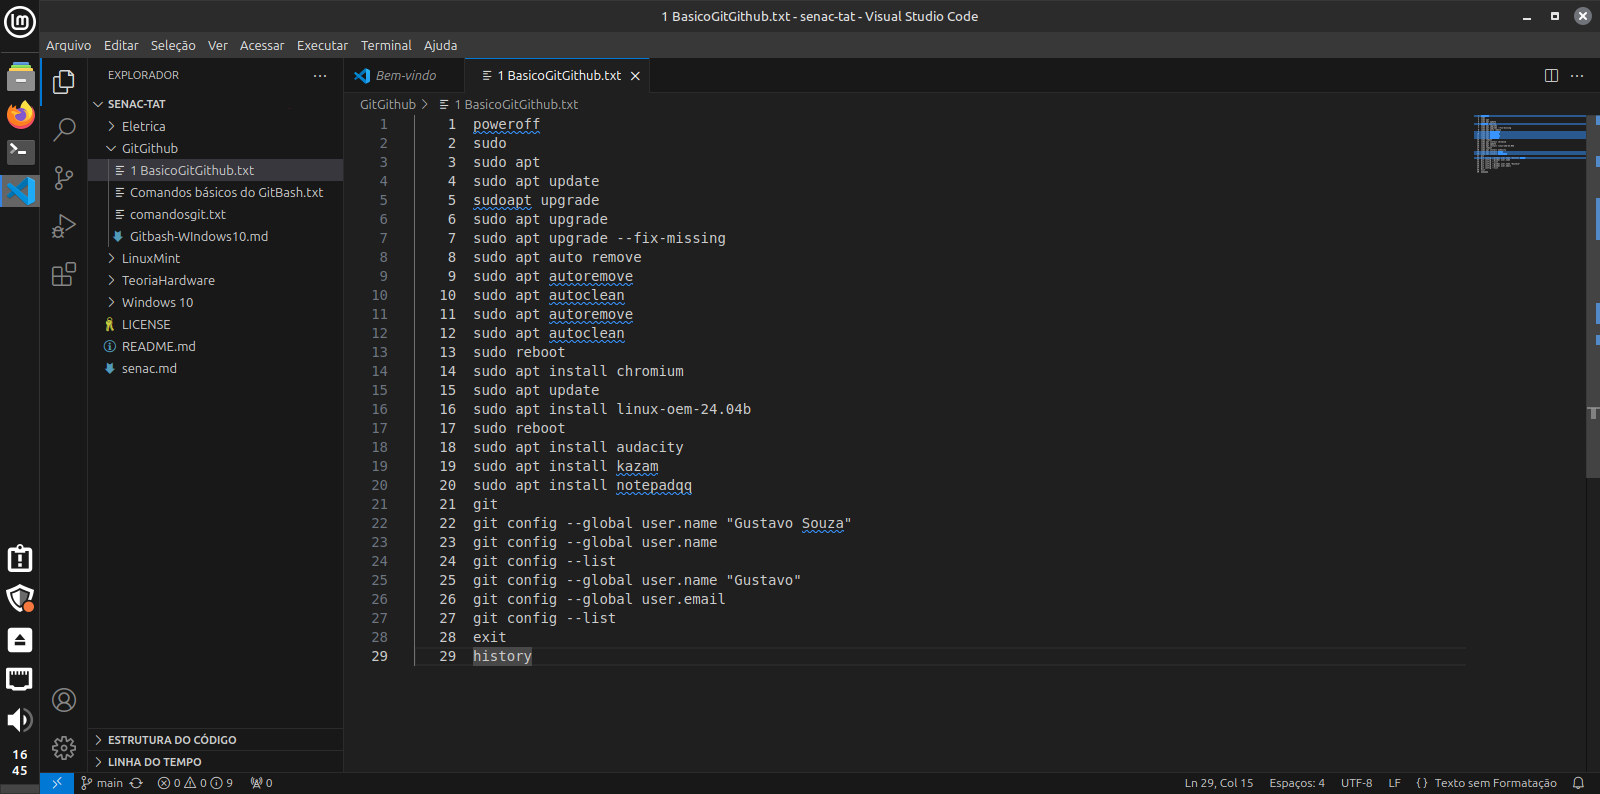 1 BasicoGitGithub.txt - senac-tat - Visual Studio Code
Arquivo Editar Seleção Ver Acessar Executar Terminal Ajuda
EXPLORADOR
Bem-vindo
1 BasicoGitGithub.txt
SENAC-TAT
Eletrica
GitGithub
1 BasicoGitGithub.txt
Comandos básicos do GitBash.txt
comandosgit.txt
Gitbash-WIndows10.md
LinuxMint
TeoriaHardware
Windows 10
LICENSE
README.md
senac.md
ESTRUTURA DO CÓDIGO
LINHA DO TEMPO
GitGithub > 1 BasicoGitGithub.txt
1 1 poweroff
2 2 sudo
3 3 sudo apt
4 4 sudo apt update
5 5 sudoapt upgrade
6 6 sudo apt upgrade
7 7 sudo apt upgrade --fix-missing
8 8 sudo apt auto remove
9 9 sudo apt autoremove
10 10 sudo apt autoclean
11 11 sudo apt autoremove
12 12 sudo apt autoclean
13 13 sudo reboot
14 14 sudo apt install chromium
15 15 sudo apt update
16 16 sudo apt install linux-oem-24.04b
17 17 sudo reboot
18 18 sudo apt install audacity
19 19 sudo apt install kazam
20 20 sudo apt install notepadqq
21 21 git
22 22 git config --global user.name "Gustavo Souza"
23 23 git config --global user.name
24 24 git config --list
25 25 git config --global user.name "Gustavo"
26 26 git config --global user.email
27 27 git config --list
28 28 exit
29 29 history
16
45
main 0 0 9 0
Ln 29, Col 15 Espaços: 4 UTF-8 LF {} Texto sem Formatação